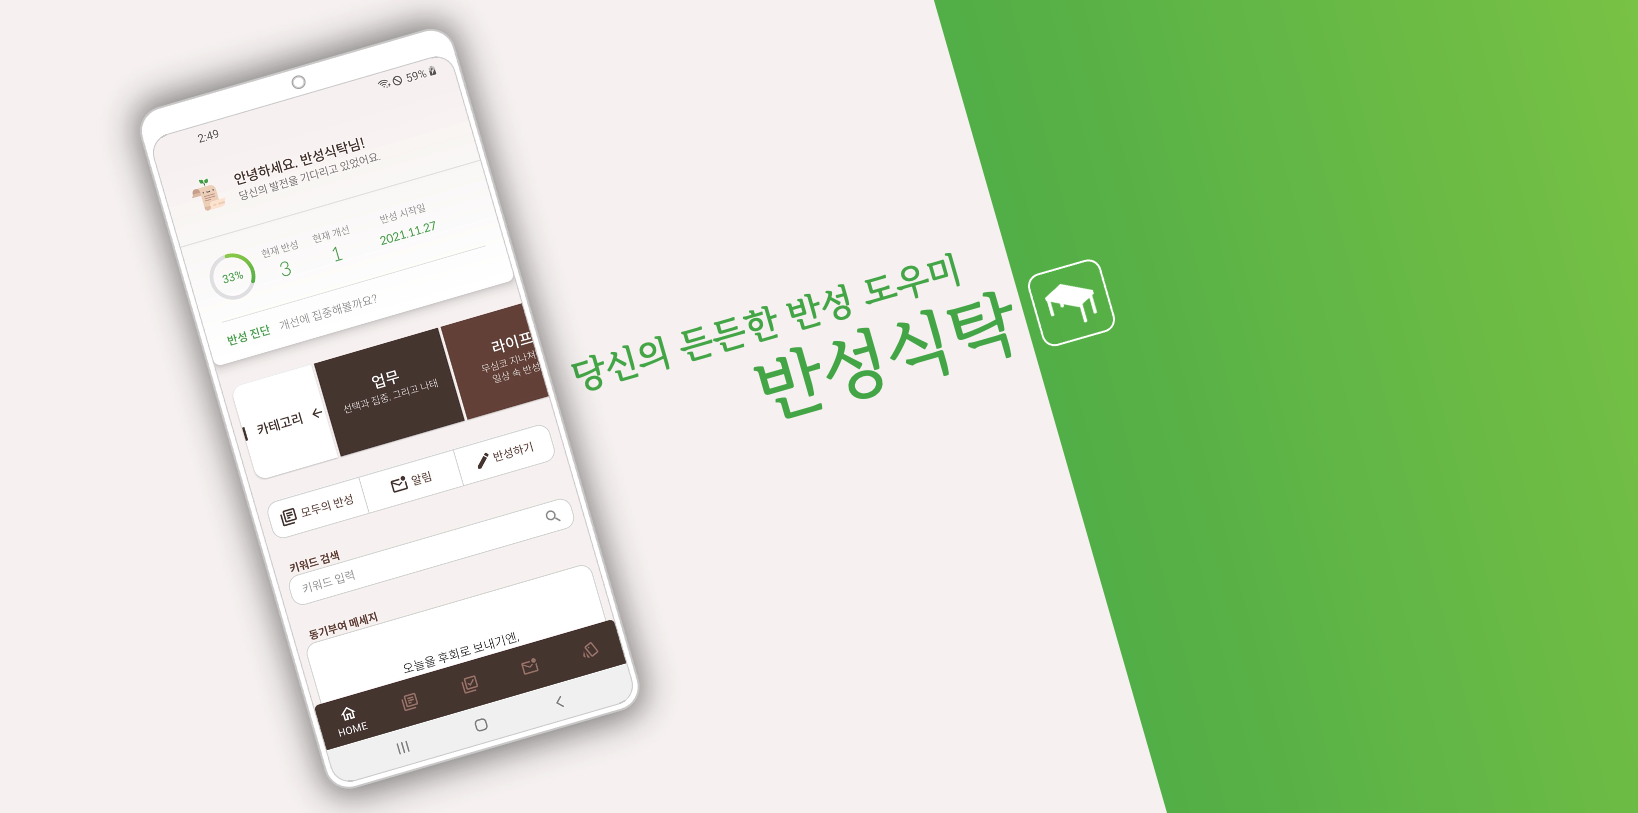 2:49
59%
안녕하세요. 반성식탁님!
당신의 발전을 기다리고 있었어요.
33%
현재 반성
3
현재 개선
1
반성 시작일
2021.11.27
반성 진단 개선에 집중해볼까요?
카테고리
업무
선택과 집중, 그리고 나태
라이프
무심코 지나쳐
일상 속 반성
모두의 반성
알림
반성하기
키워드 검색
키워드 입력
동기부여 메세지
오늘을 후회로 보내기엔,
HOME
당신의 든든한 반성 도우미
반성식탁